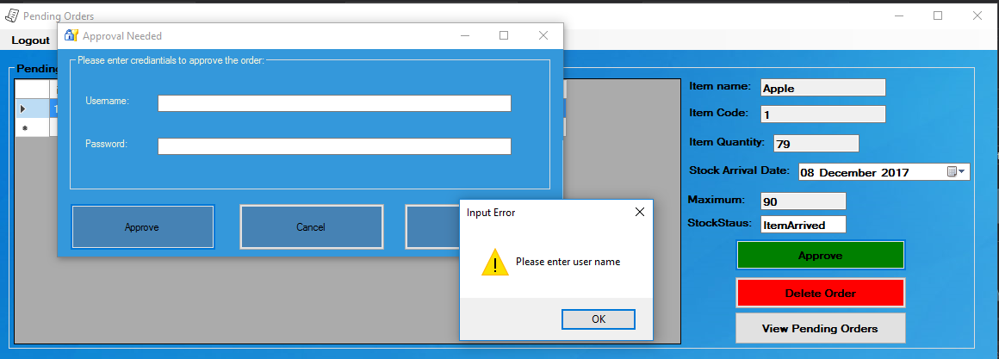 Pending Orders
Logout
Approval Needed
Please enter crediantials to approve the order:
Username:
Password:
Approve
Cancel
Input Error
Please enter user name
OK
Pending
1
Item name: Apple
Item Code: 1
Item Quantity: 79
Stock Arrival Date: 08 December 2017
Maximum: 90
StockStaus: ItemArrived
Approve
Delete Order
View Pending Orders